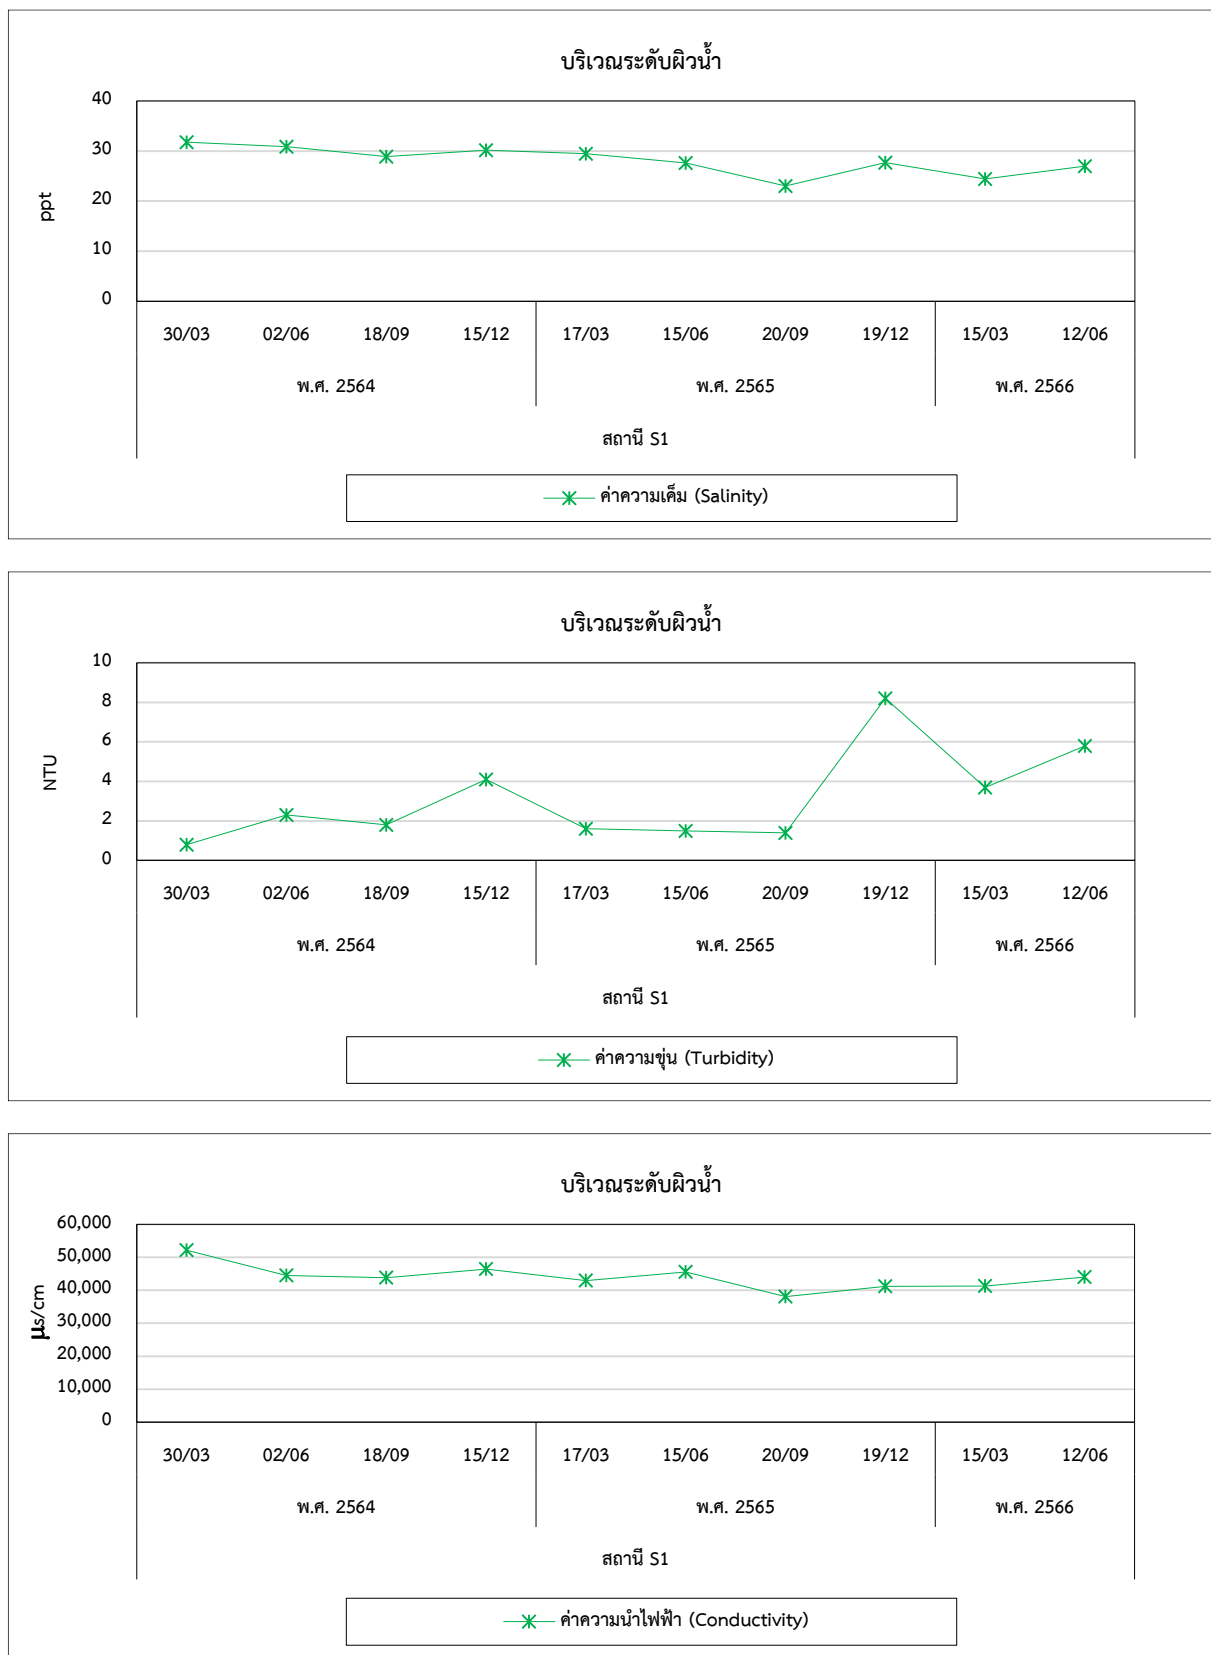 บริเวณระดับผิวน้ำ
40
30
20
10
0
ppt
30/03 02/06 18/09 15/12 17/03 15/06 20/09 19/12 15/03 12/06
พ.ศ. 2564 พ.ศ. 2565 พ.ศ. 2566
สถานี S1
ค่าความเค็ม (Salinity)
บริเวณระดับผิวน้ำ
10
8
6
4
2
0
NTU
30/03 02/06 18/09 15/12 17/03 15/06 20/09 19/12 15/03 12/06
พ.ศ. 2564 พ.ศ. 2565 พ.ศ. 2566
สถานี S1
ค่าความขุ่น (Turbidity)
บริเวณระดับผิวน้ำ
60,000
50,000
40,000
30,000
20,000
10,000
0
µs/cm
30/03 02/06 18/09 15/12 17/03 15/06 20/09 19/12 15/03 12/06
พ.ศ. 2564 พ.ศ. 2565 พ.ศ. 2566
สถานี S1
ค่าความนำไฟฟ้า (Conductivity)